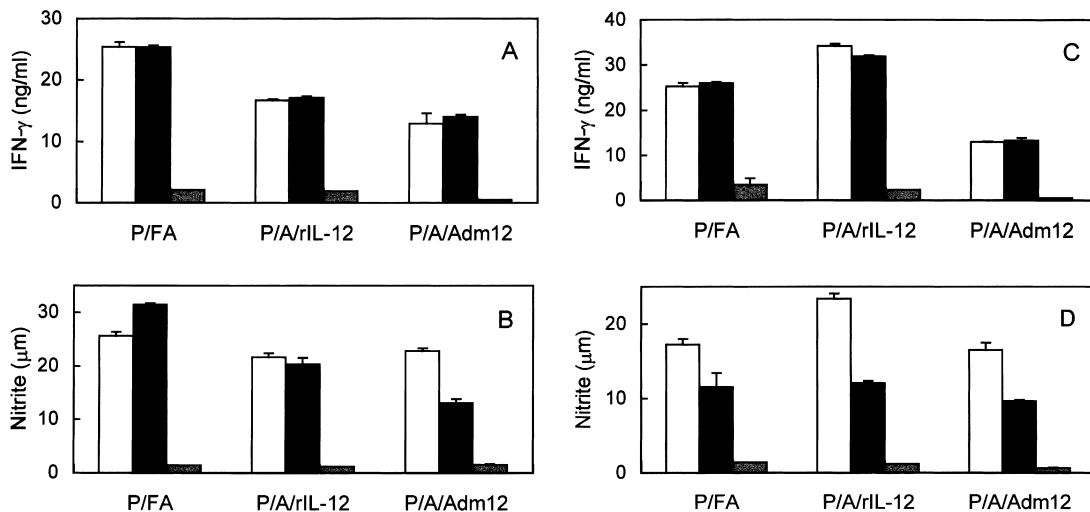 A
IFN-γ (ng/ml)
30
20
10
0
P/FA P/A/rIL-12 P/A/Adm12
C
IFN-γ (ng/ml)
40
30
20
10
0
P/FA P/A/rIL-12 P/A/Adm12
B
Nitrite (μm)
30
20
10
0
P/FA P/A/rIL-12 P/A/Adm12
D
Nitrite (μm)
20
10
0
P/FA P/A/rIL-12 P/A/Adm12